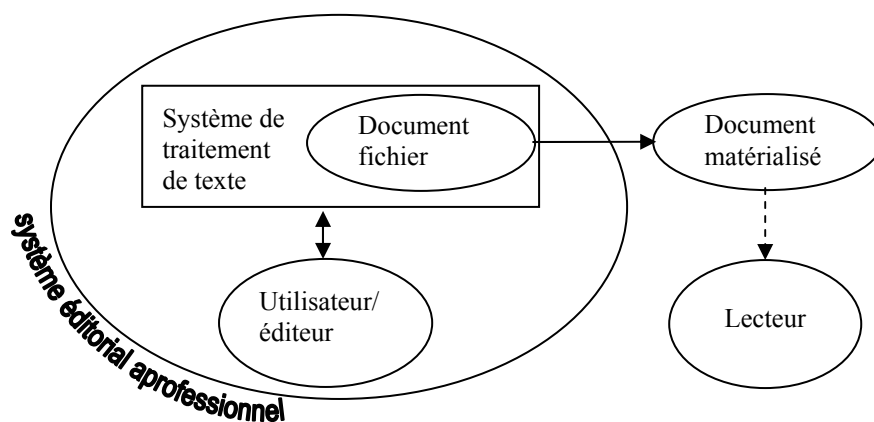 Système de
traitement
de texte
Document
fichier
Document
matérialisé
Utilisateur/
éditeur
Lecteur
système éditorial aprofessionnel